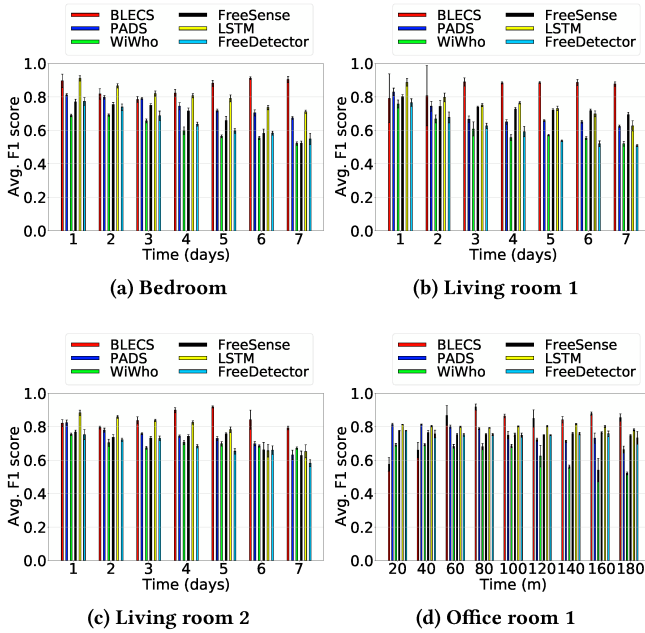 BLECS FreeSense
PADS LSTM
WiWho FreeDetector
1.0
0.8
0.6
0.4
0.2
0.0
Avg. F1 score
1 2 3 4 5 6 7
Time (days)
(a) Bedroom
BLECS FreeSense
PADS LSTM
WiWho FreeDetector
1.0
0.8
0.6
0.4
0.2
0.0
Avg. F1 score
1 2 3 4 5 6 7
Time (days)
(b) Living room 1
BLECS FreeSense
PADS LSTM
WiWho FreeDetector
1.0
0.8
0.6
0.4
0.2
0.0
Avg. F1 score
1 2 3 4 5 6 7
Time (days)
(c) Living room 2
BLECS FreeSense
PADS LSTM
WiWho FreeDetector
1.0
0.8
0.6
0.4
0.2
0.0
Avg. F1 score
20 40 60 80 100 120 140 160 180
Time (m)
(d) Office room 1